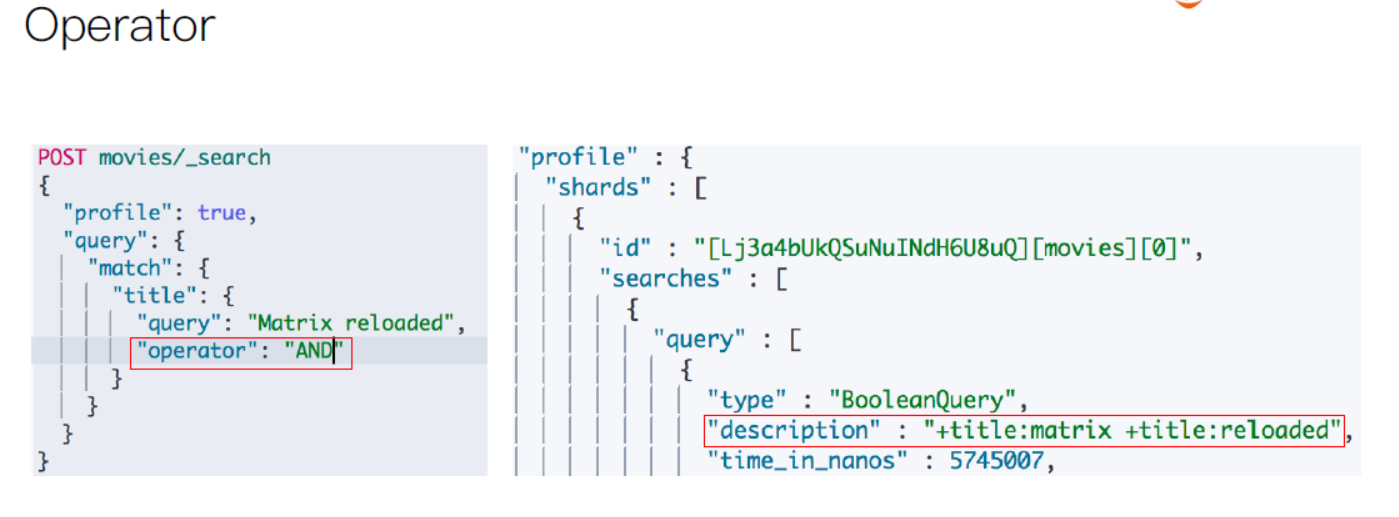 Operator
POST movies/_search
{
"profile": true,
"query": {
"match": {
"title": {
"query": "Matrix reloaded",
"operator": "AND"
}
}
}
}
"profile" : {
"shards" : [
{
"id" : "[Lj3a4bUkQSuNuINdH6U8uQ][movies][0]",
"searches" : [
{
"query" : [
{
"type" : "BooleanQuery",
"description" : "+title:matrix +title:reloaded",
"time_in_nanos" : 5745007,